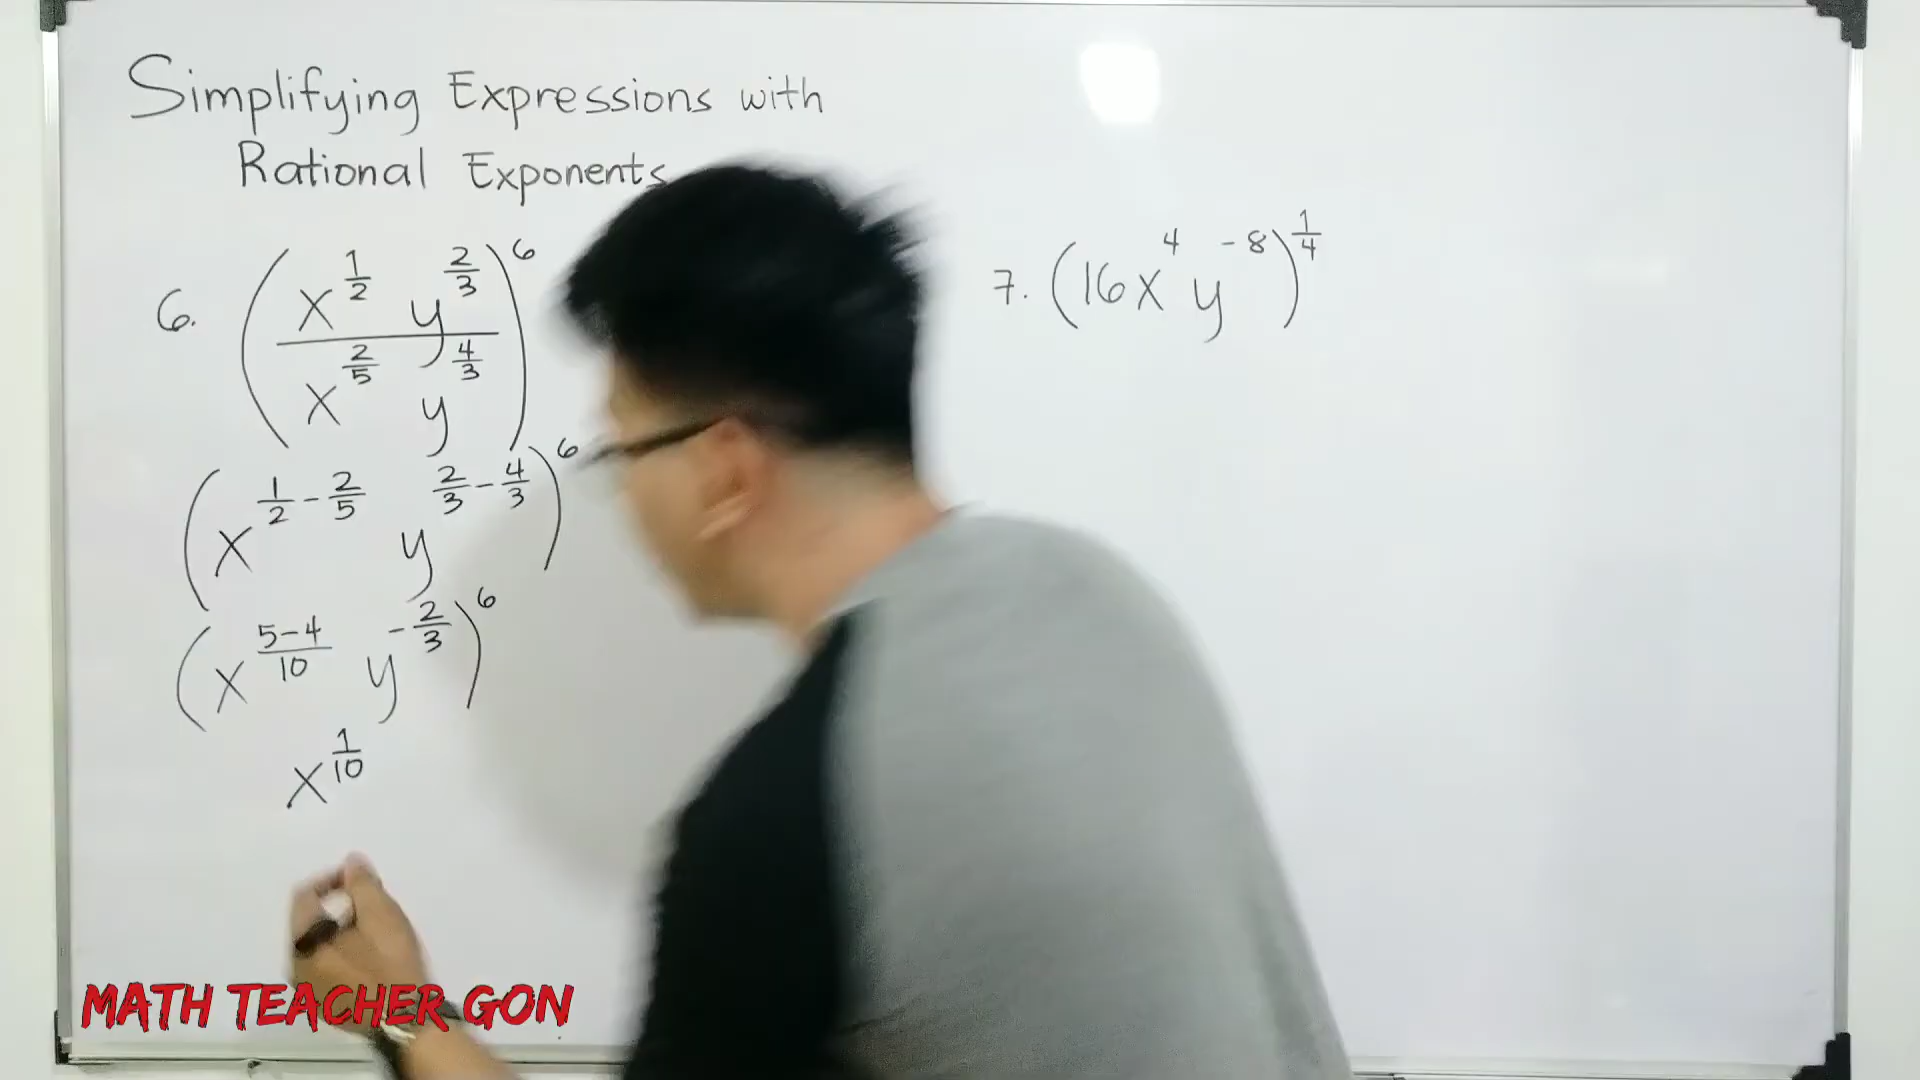 Simplifying Expressions with
Rational Exponents
6. (x^(1/2) y^(2/3) / x^(2/5) y^(4/3))^6
(x^(1/2 - 2/5) y^(2/3 - 4/3))^6
(x^((5-4)/10) y^(-2/3))^6
x^(1/10)
7. (16x^4 y^-8)^(1/4)
MATH TEACHER GON